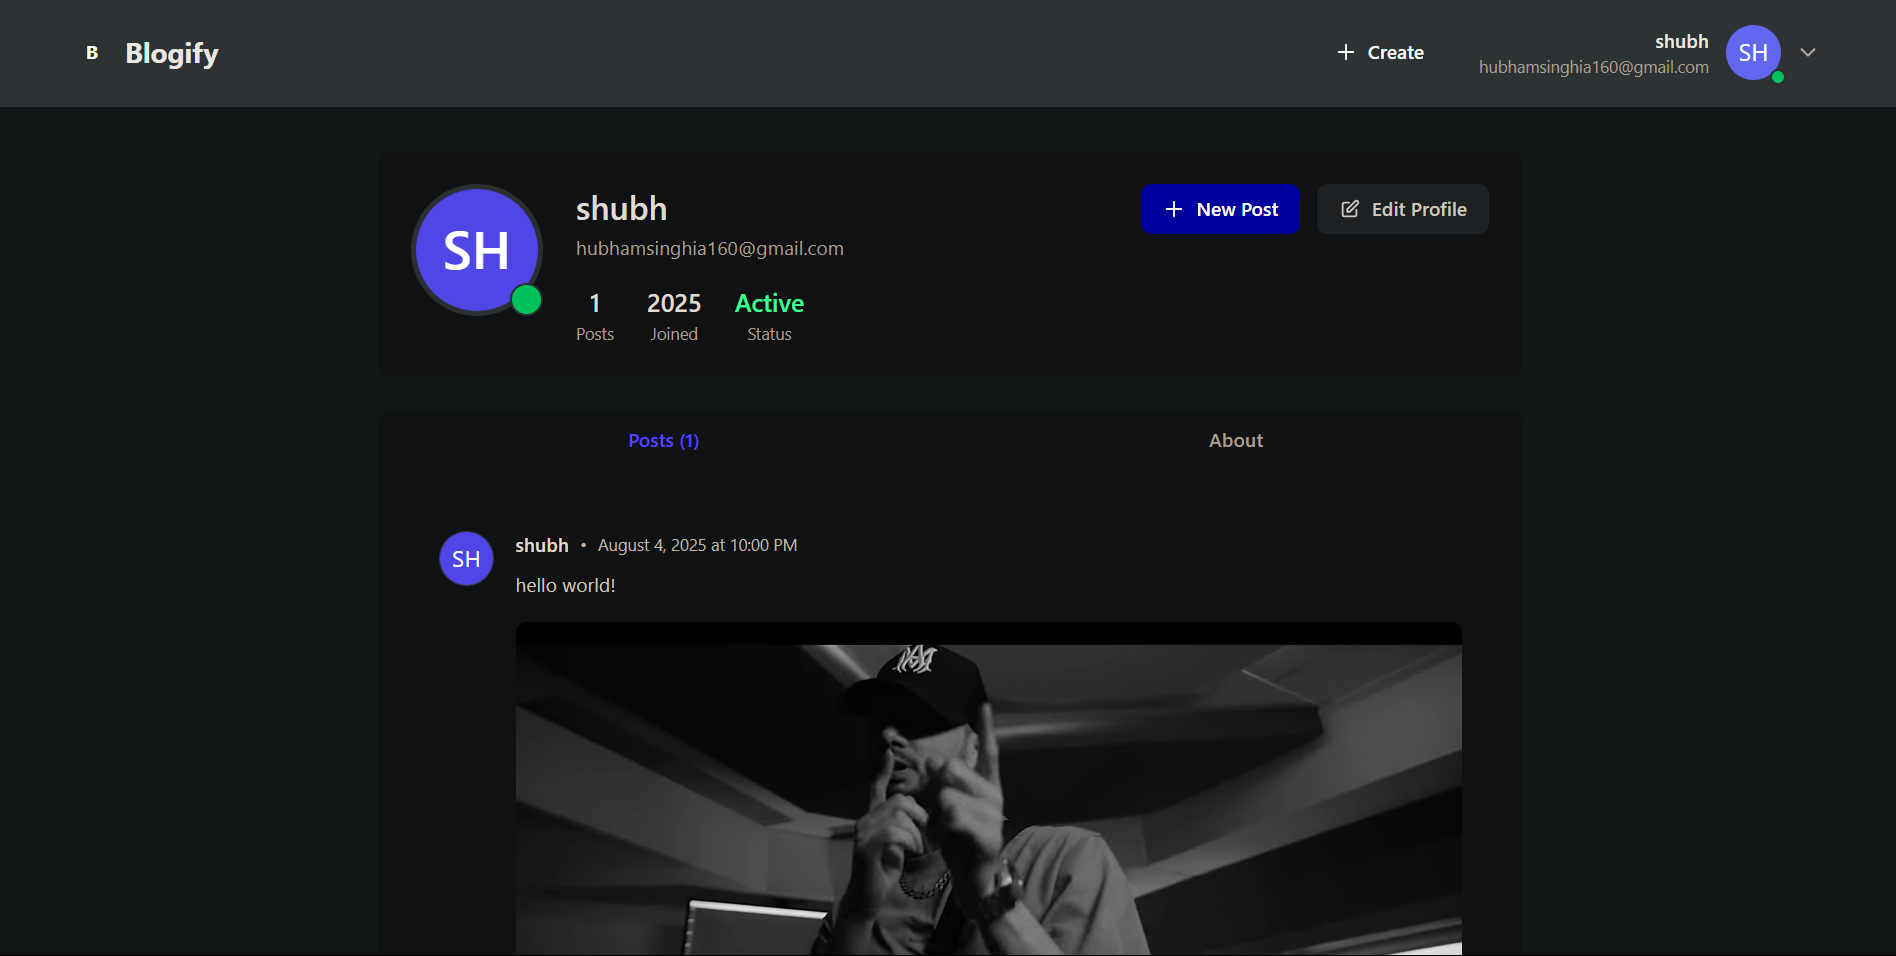 B Blogify
+ Create
shubh
hubhamsinghia160@gmail.com
SH
SH
shubh
hubhamsinghia160@gmail.com
1 2025 Active
Posts Joined Status
+ New Post
Edit Profile
Posts (1) About
SH
shubh • August 4, 2025 at 10:00 PM
hello world!